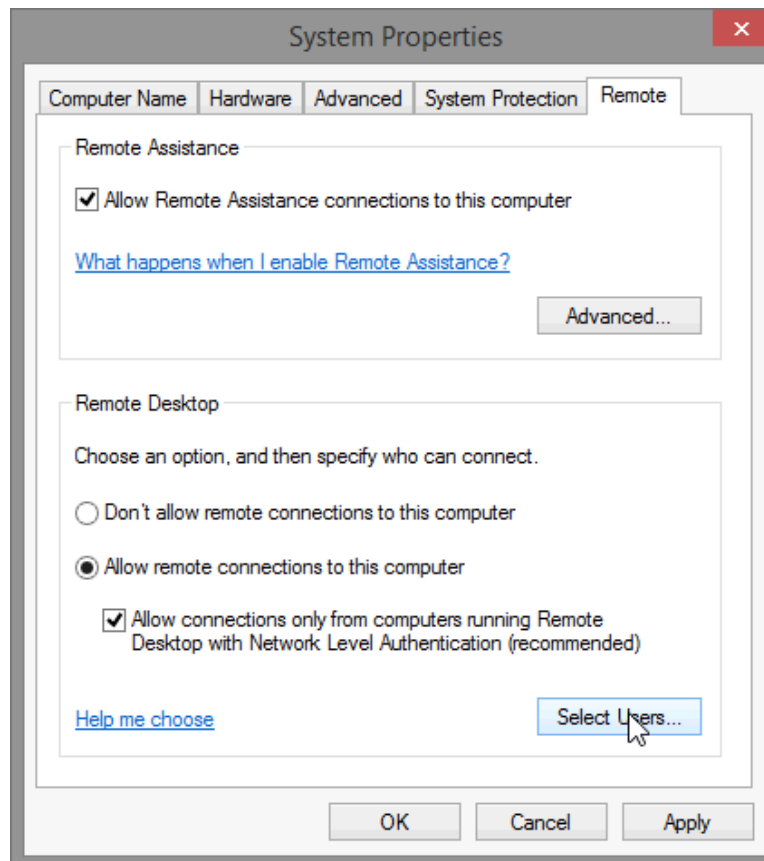 System Properties
Computer Name Hardware Advanced System Protection Remote
Remote Assistance
Allow Remote Assistance connections to this computer
What happens when I enable Remote Assistance?
Advanced...
Remote Desktop
Choose an option, and then specify who can connect.
Don't allow remote connections to this computer
Allow remote connections to this computer
Allow connections only from computers running Remote
Desktop with Network Level Authentication (recommended)
Help me choose
Select Users...
OK Cancel Apply